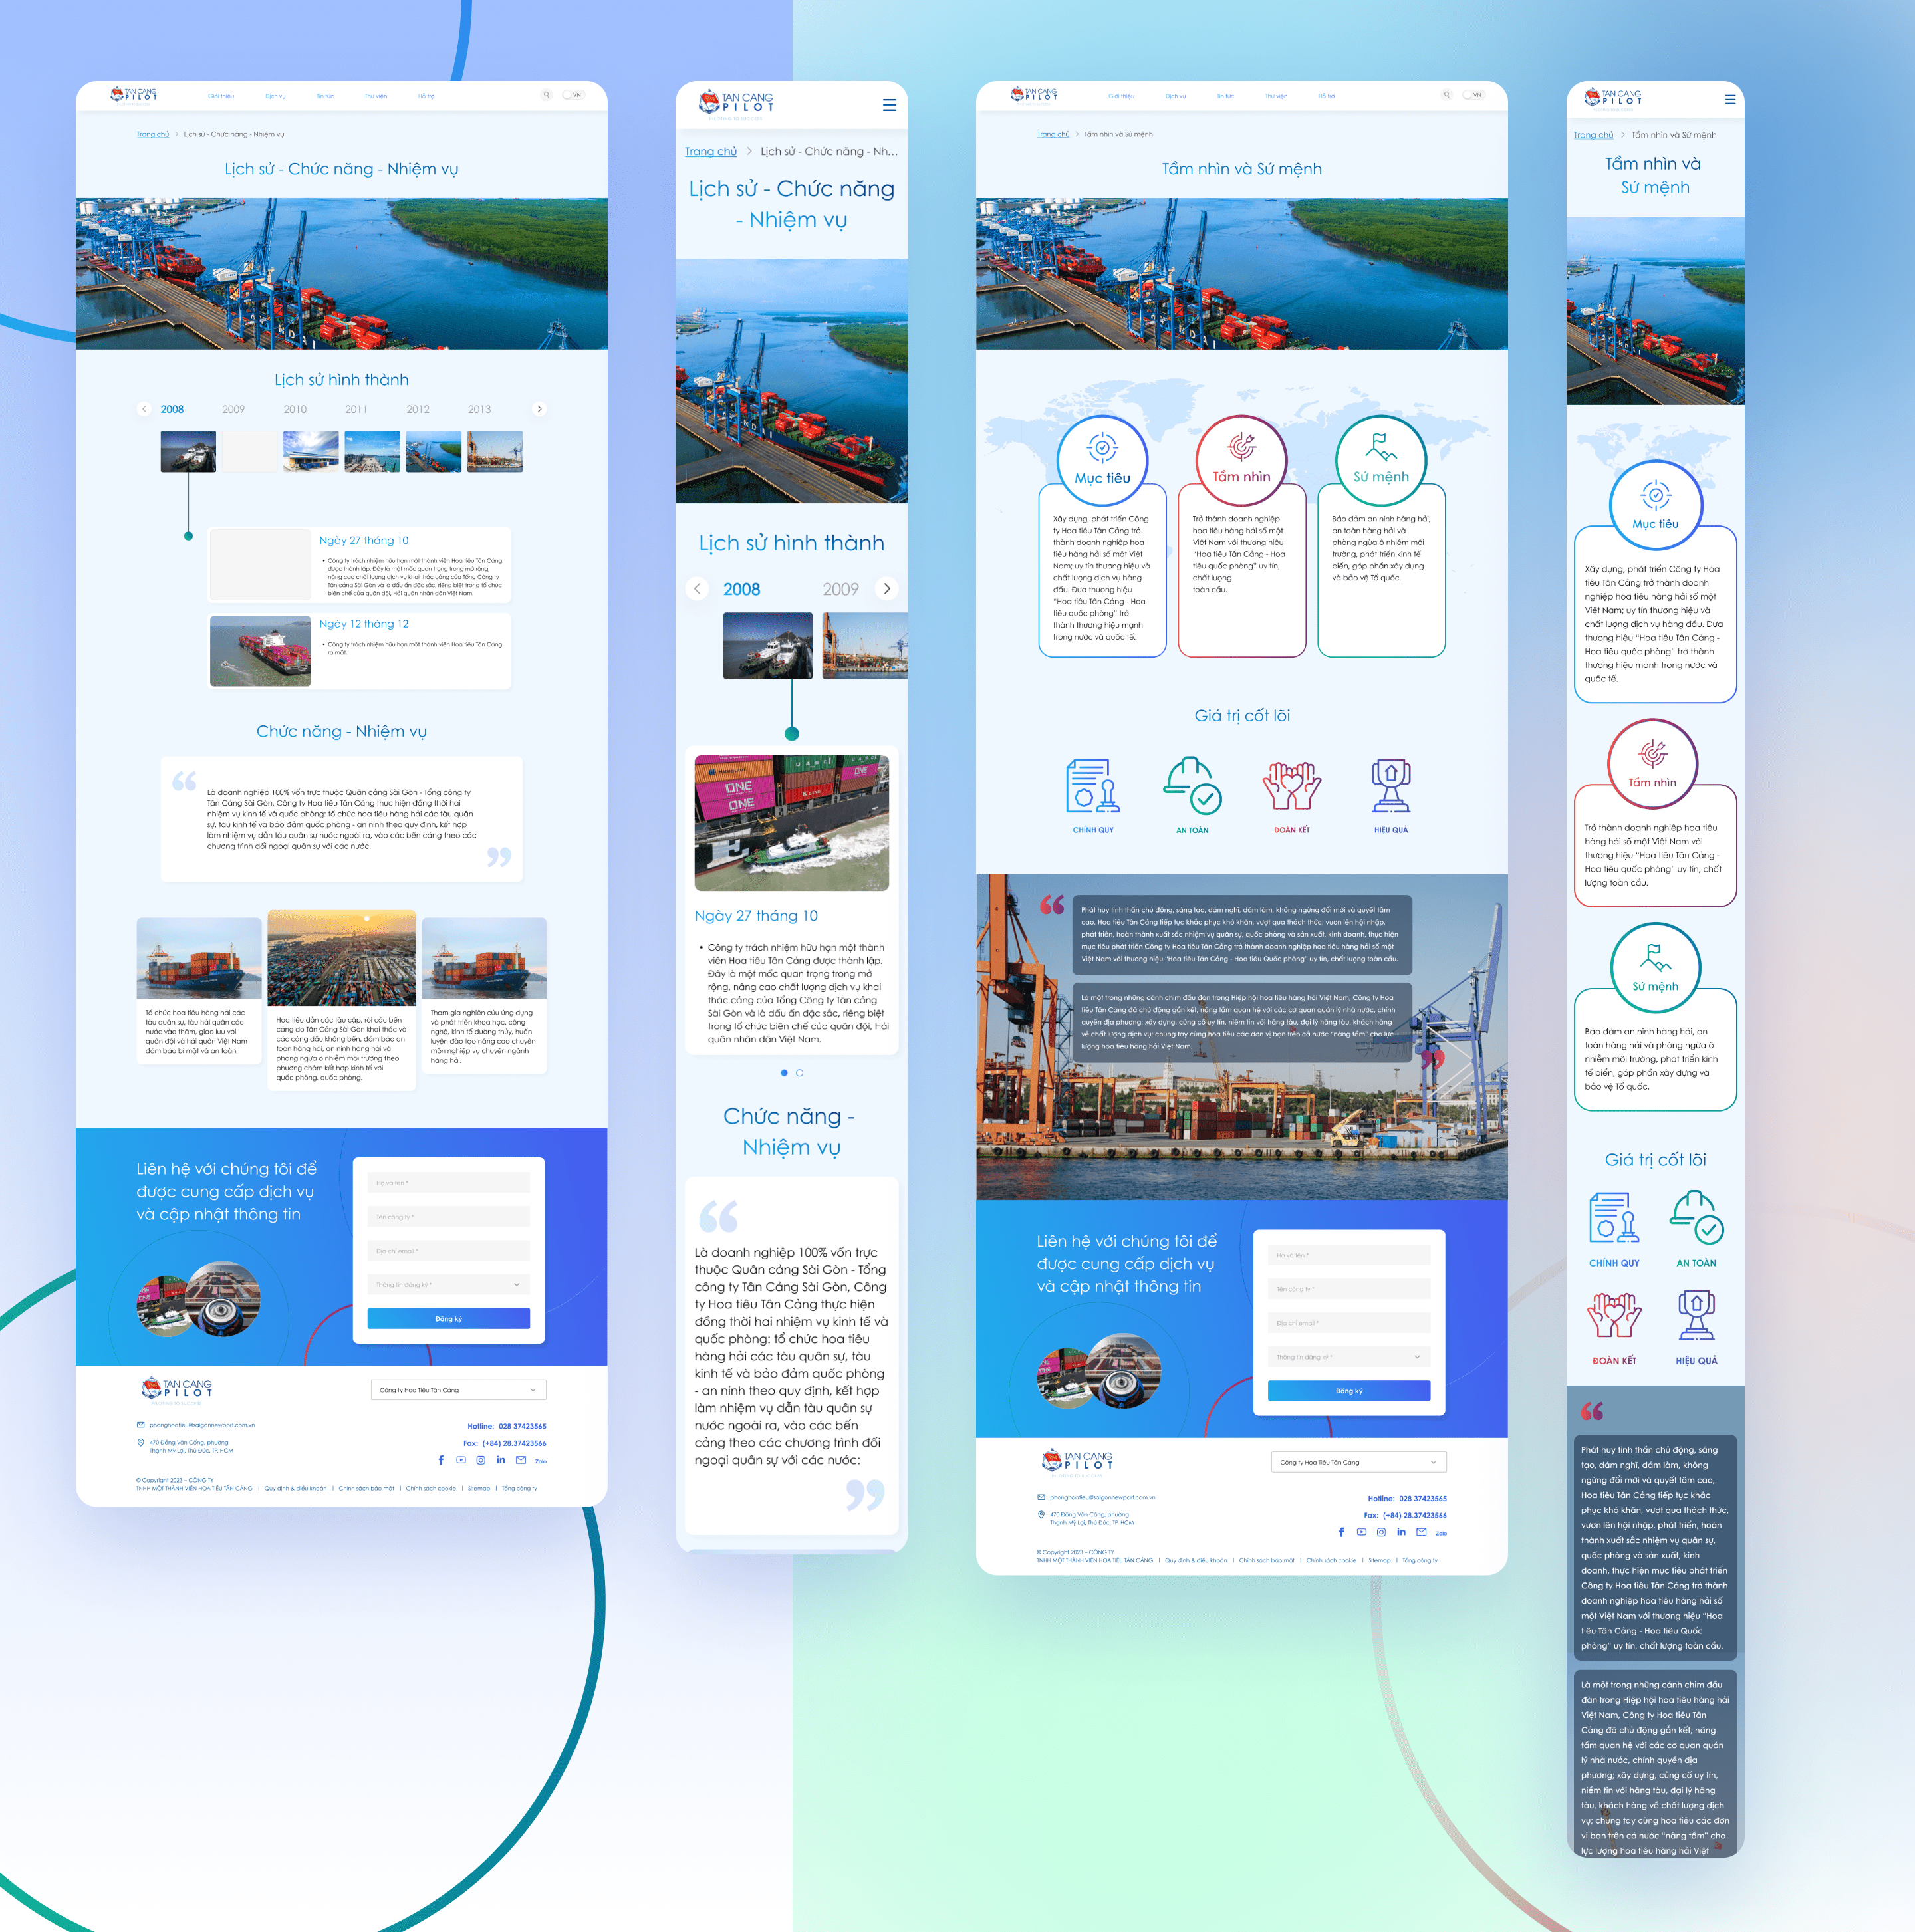 TAN CANG
PILOT
PILOTING TO SUCCESS
Giới thiệu
Dịch vụ
Tin tức
Thư viện
Hỗ trợ
VN
Trang chủ > Lịch sử - Chức năng - Nhiệm vụ
Lịch sử - Chức năng - Nhiệm vụ
Lịch sử hình thành
2008
2009
2010
2011
2012
2013
Ngày 27 tháng 10
• Công ty trách nhiệm hữu hạn một thành viên Hoa tiêu Tân Cảng
được thành lập. Đây là một mốc quan trọng trong mở rộng,
nâng cao chất lượng dịch vụ khai thác cảng của Tổng Công ty
Tân cảng Sài Gòn và là dấu ấn đặc sắc, riêng biệt trong tổ chức
biên chế của quân đội, Hải quân nhân dân Việt Nam.
Ngày 12 tháng 12
• Công ty trách nhiệm hữu hạn một thành viên Hoa tiêu Tân Cảng
ra mắt.
Chức năng - Nhiệm vụ
Là doanh nghiệp 100% vốn trực thuộc Quân cảng Sài Gòn - Tổng công ty
Tân Cảng Sài Gòn, Công ty Hoa tiêu Tân Cảng thực hiện đồng thời hai
nhiệm vụ kinh tế và quốc phòng: tổ chức hoa tiêu hàng hải các tàu quân
sự, tàu kinh tế và bảo đảm quốc phòng - an ninh theo quy định, kết hợp
làm nhiệm vụ dẫn tàu quân sự nước ngoài ra, vào các bến cảng theo các
chương trình đối ngoại quân sự với các nước.
Tổ chức hoa tiêu hàng hải các
tàu quân sự, tàu hải quân các
nước vào thăm, giao lưu với
quân đội và hải quân Việt Nam
đảm bảo bí mật và an toàn.
Hoa tiêu dẫn các tàu cập, rời các bến
cảng do Tân Cảng Sài Gòn khai thác và
các cảng dầu không bến, đảm bảo an
toàn hàng hải, an ninh hàng hải và
phòng ngừa ô nhiễm môi trường theo
phương châm kết hợp kinh tế với
quốc phòng, quốc phòng.
Tham gia nghiên cứu ứng dụng
và phát triển khoa học, công
nghệ, kinh tế đường thủy, huấn
luyện đào tạo nâng cao chuyên
môn nghiệp vụ chuyên ngành
hàng hải.
Liên hệ với chúng tôi để
được cung cấp dịch vụ
và cập nhật thông tin
Họ và tên *
Tên công ty *
Địa chỉ email *
Thông tin đăng ký *
Đăng ký
TAN CANG
PILOT
PILOTING TO SUCCESS
Công ty Hoa Tiêu Tân Cảng
phonghoatieu@saigonnewport.com.vn
470 Đồng Văn Cống, phường
Thạnh Mỹ Lợi, Thủ Đức, TP. HCM
Hotline: 028 37423565
Fax: (+84) 28.37423566
Zalo
© Copyright 2023 – CÔNG TY
TNHH MỘT THÀNH VIÊN HOA TIÊU TÂN CẢNG | Quy định & điều khoản | Chính sách bảo mật | Chính sách cookie | Sitemap | Tổng công ty
TAN CANG
PILOT
PILOTING TO SUCCESS
Trang chủ > Lịch sử - Chức năng - Nh...
Lịch sử - Chức năng
- Nhiệm vụ
Lịch sử hình thành
2008
2009
ONE
ONE
K LINE
UASC
Ngày 27 tháng 10
• Công ty trách nhiệm hữu hạn một thành
viên Hoa tiêu Tân Cảng được thành lập.
Đây là một mốc quan trọng trong mở
rộng, nâng cao chất lượng dịch vụ khai
thác cảng của Tổng Công ty Tân cảng
Sài Gòn và là dấu ấn đặc sắc, riêng biệt
trong tổ chức biên chế của quân đội, Hải
quân nhân dân Việt Nam.
Chức năng -
Nhiệm vụ
Là doanh nghiệp 100% vốn trực
thuộc Quân cảng Sài Gòn - Tổng
công ty Tân Cảng Sài Gòn, Công
ty Hoa tiêu Tân Cảng thực hiện
đồng thời hai nhiệm vụ kinh tế và
quốc phòng: tổ chức hoa tiêu
hàng hải các tàu quân sự, tàu
kinh tế và bảo đảm quốc phòng
- an ninh theo quy định, kết hợp
làm nhiệm vụ dẫn tàu quân sự
nước ngoài ra, vào các bến
cảng theo các chương trình đối
ngoại quân sự với các nước:
TAN CANG
PILOT
Giới thiệu
Dịch vụ
Tin tức
Thư viện
Hỗ trợ
VN
Trang chủ > Tầm nhìn và Sứ mệnh
Tầm nhìn và Sứ mệnh
Mục tiêu
Xây dựng, phát triển Công
ty Hoa tiêu Tân Cảng trở
thành doanh nghiệp hoa
tiêu hàng hải số một Việt
Nam; uy tín thương hiệu và
chất lượng dịch vụ hàng
đầu. Đưa thương hiệu
“Hoa tiêu Tân Cảng - Hoa
tiêu quốc phòng” trở
thành thương hiệu mạnh
trong nước và quốc tế.
Tầm nhìn
Trở thành doanh nghiệp
hoa tiêu hàng hải số một
Việt Nam với thương hiệu
“Hoa tiêu Tân Cảng - Hoa
tiêu quốc phòng” uy tín,
chất lượng
toàn cầu.
Sứ mệnh
Bảo đảm an ninh hàng hải,
an toàn hàng hải và
phòng ngừa ô nhiễm môi
trường, phát triển kinh tế
biển, góp phần xây dựng
và bảo vệ Tổ quốc.
Giá trị cốt lõi
CHÍNH QUY
AN TOÀN
ĐOÀN KẾT
HIỆU QUẢ
Phát huy tinh thần chủ động, sáng tạo, dám nghĩ, dám làm, không ngừng đổi mới và quyết tâm
cao, Hoa tiêu Tân Cảng tiếp tục khắc phục khó khăn, vượt qua thách thức, vươn lên hội nhập,
phát triển, hoàn thành xuất sắc nhiệm vụ quân sự, quốc phòng và sản xuất, kinh doanh, thực hiện
mục tiêu phát triển Công ty Hoa tiêu Tân Cảng trở thành doanh nghiệp hoa tiêu hàng hải số một
Việt Nam với thương hiệu “Hoa tiêu Tân Cảng - Hoa tiêu Quốc phòng” uy tín, chất lượng toàn cầu.
Là một trong những cánh chim đầu đàn trong Hiệp hội hoa tiêu hàng hải Việt Nam, Công ty Hoa
tiêu Tân Cảng đã chủ động gắn kết, nâng tầm quan hệ với các cơ quan quản lý nhà nước, chính
quyền địa phương; xây dựng, củng cố uy tín, niềm tin với hãng tàu, đại lý hãng tàu, khách hàng
về chất lượng dịch vụ; chung tay cùng hoa tiêu các đơn vị bạn trên cả nước “nâng tầm” cho lực
lượng hoa tiêu hàng hải Việt Nam.
Liên hệ với chúng tôi để
được cung cấp dịch vụ
và cập nhật thông tin
Họ và tên *
Tên công ty *
Địa chỉ email *
Thông tin đăng ký *
Đăng ký
TAN CANG
PILOT
PILOTING TO SUCCESS
Công ty Hoa Tiêu Tân Cảng
phonghoatieu@saigonnewport.com.vn
470 Đồng Văn Cống, phường
Thạnh Mỹ Lợi, Thủ Đức, TP. HCM
Hotline: 028 37423565
Fax: (+84) 28.37423566
Zalo
© Copyright 2023 – CÔNG TY
TNHH MỘT THÀNH VIÊN HOA TIÊU TÂN CẢNG | Quy định & điều khoản | Chính sách bảo mật | Chính sách cookie | Sitemap | Tổng công ty
TAN CANG
PILOT
Trang chủ > Tầm nhìn và Sứ mệnh
Tầm nhìn và
Sứ mệnh
Mục tiêu
Xây dựng, phát triển Công ty Hoa
tiêu Tân Cảng trở thành doanh
nghiệp hoa tiêu hàng hải số một
Việt Nam; uy tín thương hiệu và
chất lượng dịch vụ hàng đầu. Đưa
thương hiệu “Hoa tiêu Tân Cảng -
Hoa tiêu quốc phòng” trở thành
thương hiệu mạnh trong nước và
quốc tế.
Tầm nhìn
Trở thành doanh nghiệp hoa tiêu
hàng hải số một Việt Nam với
thương hiệu “Hoa tiêu Tân Cảng -
Hoa tiêu quốc phòng” uy tín, chất
lượng toàn cầu.
Sứ mệnh
Bảo đảm an ninh hàng hải, an
toàn hàng hải và phòng ngừa ô
nhiễm môi trường, phát triển kinh
tế biển, góp phần xây dựng và
bảo vệ Tổ quốc.
Giá trị cốt lõi
CHÍNH QUY
AN TOÀN
ĐOÀN KẾT
HIỆU QUẢ
Phát huy tinh thần chủ động, sáng
tạo, dám nghĩ, dám làm, không
ngừng đổi mới và quyết tâm cao,
Hoa tiêu Tân Cảng tiếp tục khắc
phục khó khăn, vượt qua thách thức,
vươn lên hội nhập, phát triển, hoàn
thành xuất sắc nhiệm vụ quân sự,
quốc phòng và sản xuất, kinh
doanh, thực hiện mục tiêu phát triển
Công ty Hoa tiêu Tân Cảng trở thành
doanh nghiệp hoa tiêu hàng hải số
một Việt Nam với thương hiệu “Hoa
tiêu Tân Cảng - Hoa tiêu Quốc
phòng” uy tín, chất lượng toàn cầu.
Là một trong những cánh chim đầu
đàn trong Hiệp hội hoa tiêu hàng hải
Việt Nam, Công ty Hoa tiêu Tân
Cảng đã chủ động gắn kết, nâng
tầm quan hệ với các cơ quan quản
lý nhà nước, chính quyền địa
phương; xây dựng, củng cố uy tín,
niềm tin với hãng tàu, đại lý hãng
tàu, khách hàng về chất lượng dịch
vụ; chung tay cùng hoa tiêu các đơn
vị bạn trên cả nước “nâng tầm” cho
lực lượng hoa tiêu hàng hải Việt